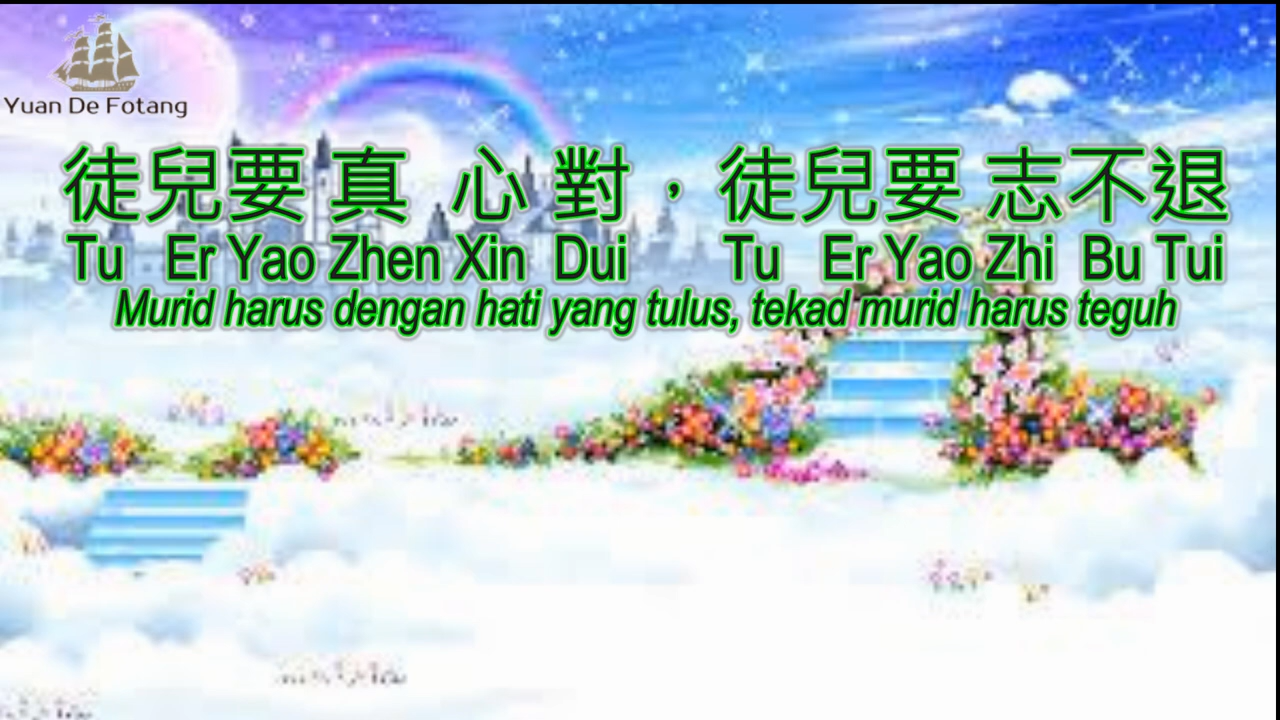 Yuan De Fotang
徒兒要真心對，徒兒要志不退
Tu Er Yao Zhen Xin Dui Tu Er Yao Zhi Bu Tui
Murid harus dengan hati yang tulus, tekad murid harus teguh